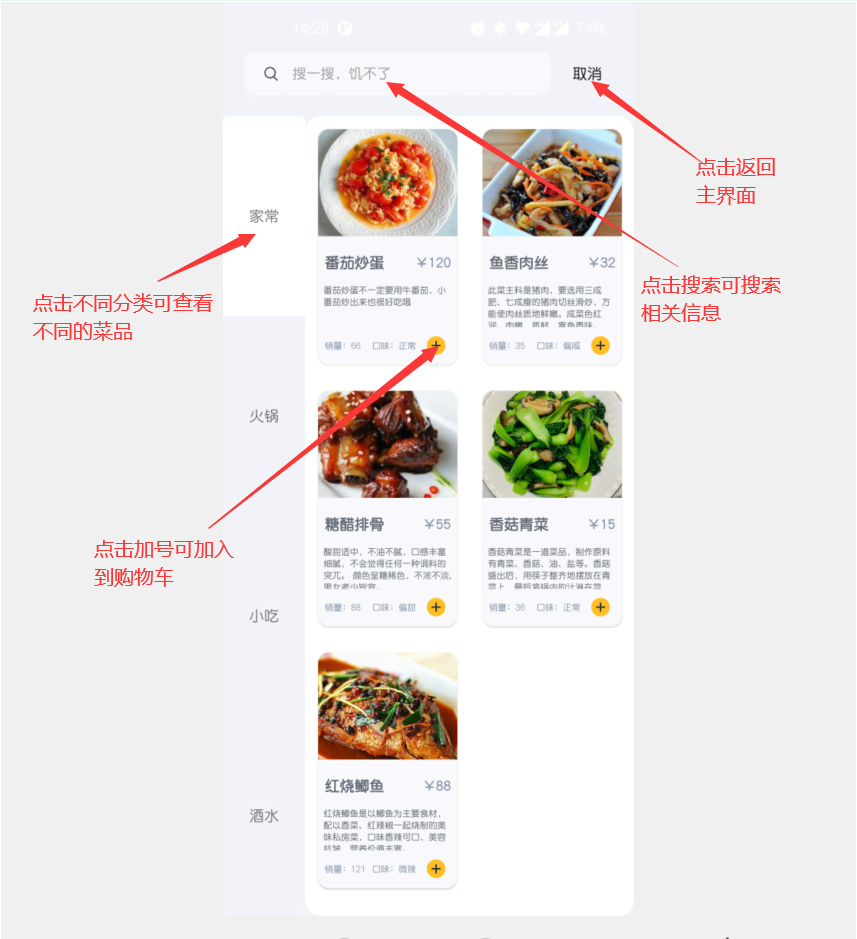 14:29
74%
搜一搜，饥不了
取消
点击返回
主界面
点击搜索可搜索
相关信息
家常
点击不同分类可查看
不同的菜品
火锅
小吃
酒水
番茄炒蛋 ￥120
番茄炒蛋不一定要用牛番茄，小
番茄炒出来也很好吃哦
销量：66 口味：正常
鱼香肉丝 ￥32
此菜主料是猪肉，要选用三成
肥、七成瘦的猪肉切丝滑炒，方
能使肉丝质地鲜嫩。成菜色红
润、肉嫩、质鲜、富鱼香味。
销量：35 口味：偏咸
点击加号可加入
到购物车
糖醋排骨 ￥55
酸甜适中，不油不腻，口感丰富
细腻，不会觉得任何一种调料的
突兀。 颜色呈糖稀色，不浓不淡，
男女老少皆宜。
销量：88 口味：偏甜
香菇青菜 ￥15
香菇青菜是一道菜品，制作原料
有青菜、香菇、油、盐等。香菇
盛出后，用筷子整齐地摆放在青
菜上，最后将锅内的汁淋在菜
销量：36 口味：正常
红烧鲫鱼 ￥88
红烧鲫鱼是以鲫鱼为主要食材，
配以香菜、红辣椒一起烧制的美
味私房菜，口味香辣可口，美容
抗皱，营养价值丰富。
销量：121 口味：微辣